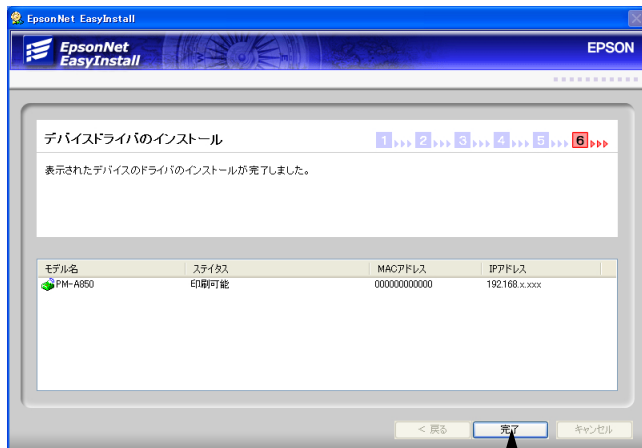 EpsonNet EasyInstall
EpsonNet
EasyInstall
EPSON
デバイスドライバのインストール
1 2 3 4 5 6
表示されたデバイスのドライバのインストールが完了しました。
モデル名 ステイタス MACアドレス IPアドレス
PM-A850 印刷可能 000000000000 192.168.x.xxx
< 戻る 完了 キャンセル